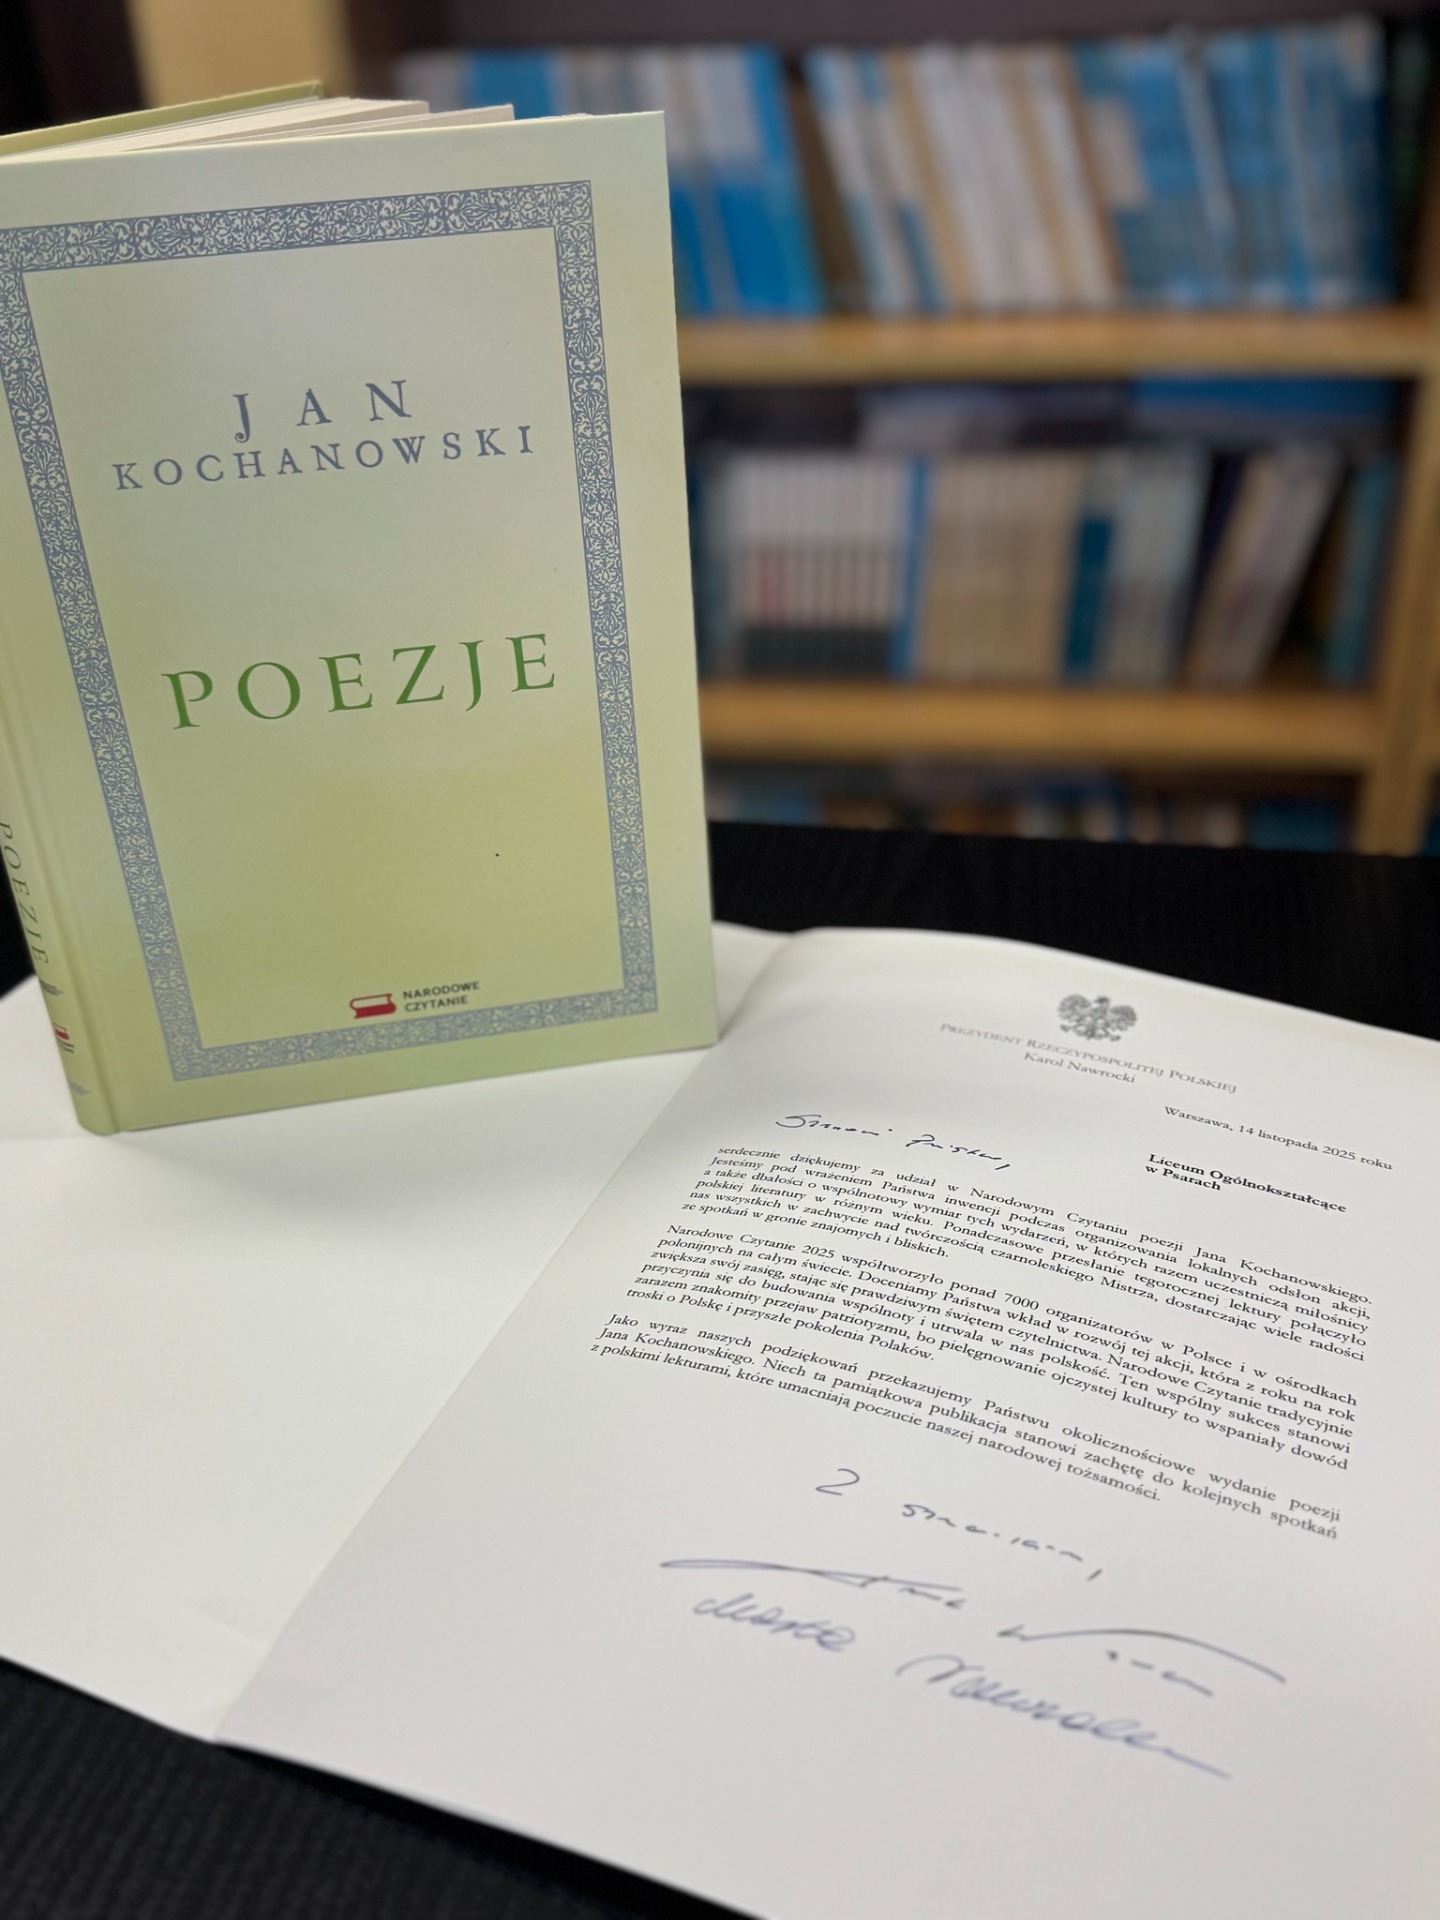 JAN
KOCHANOWSKI
POEZJE
NARODOWE
CZYTANIE
POEZJE
PREZYDENT RZECZYPOSPOLITEJ POLSKIEJ
Karol Nawrocki
Warszawa, 14 listopada 2025 roku
Liceum Ogólnokształcące
w Psarach
Szanowni Państwo,
serdecznie dziękujemy za udział w Narodowym Czytaniu poezji Jana Kochanowskiego.
Jesteśmy pod wrażeniem Państwa inwencji podczas organizowania lokalnych odsłon akcji,
a także dbałości o wspólnotowy wymiar tych wydarzeń, w których razem uczestniczą miłośnicy
polskiej literatury w różnym wieku. Ponadczasowe przesłanie tegorocznej lektury połączyło
nas wszystkich w zachwycie nad twórczością czarnoleskiego Mistrza, dostarczając wiele radości
ze spotkań w gronie znajomych i bliskich.
Narodowe Czytanie 2025 współtworzyło ponad 7000 organizatorów w Polsce i w ośrodkach
polonijnych na całym świecie. Doceniamy Państwa wkład w rozwój tej akcji, która z roku na rok
zwiększa swój zasięg, stając się prawdziwym świętem czytelnictwa. Narodowe Czytanie tradycyjnie
przyczynia się do budowania wspólnoty i utrwala w nas polskość. Ten wspólny sukces stanowi
zarazem znakomity przejaw patriotyzmu, bo pielęgnowanie ojczystej kultury to wspaniały dowód
troski o Polskę i przyszłe pokolenia Polaków.
Jako wyraz naszych podziękowań przekazujemy Państwu okolicznościowe wydanie poezji
Jana Kochanowskiego. Niech ta pamiątkowa publikacja stanowi zachętę do kolejnych spotkań
z polskimi lekturami, które umacniają poczucie naszej narodowej tożsamości.
Marta Nawrocka